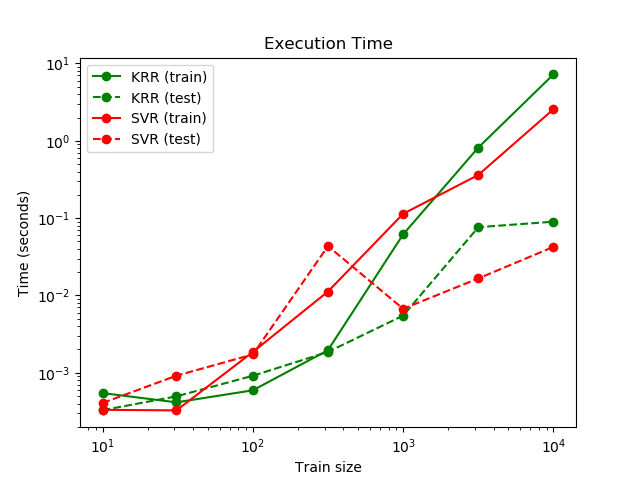 Execution Time
KRR (train)
KRR (test)
SVR (train)
SVR (test)
Time (seconds)
10¹
10⁰
10⁻¹
10⁻²
10⁻³
10¹
10²
10³
10⁴
Train size